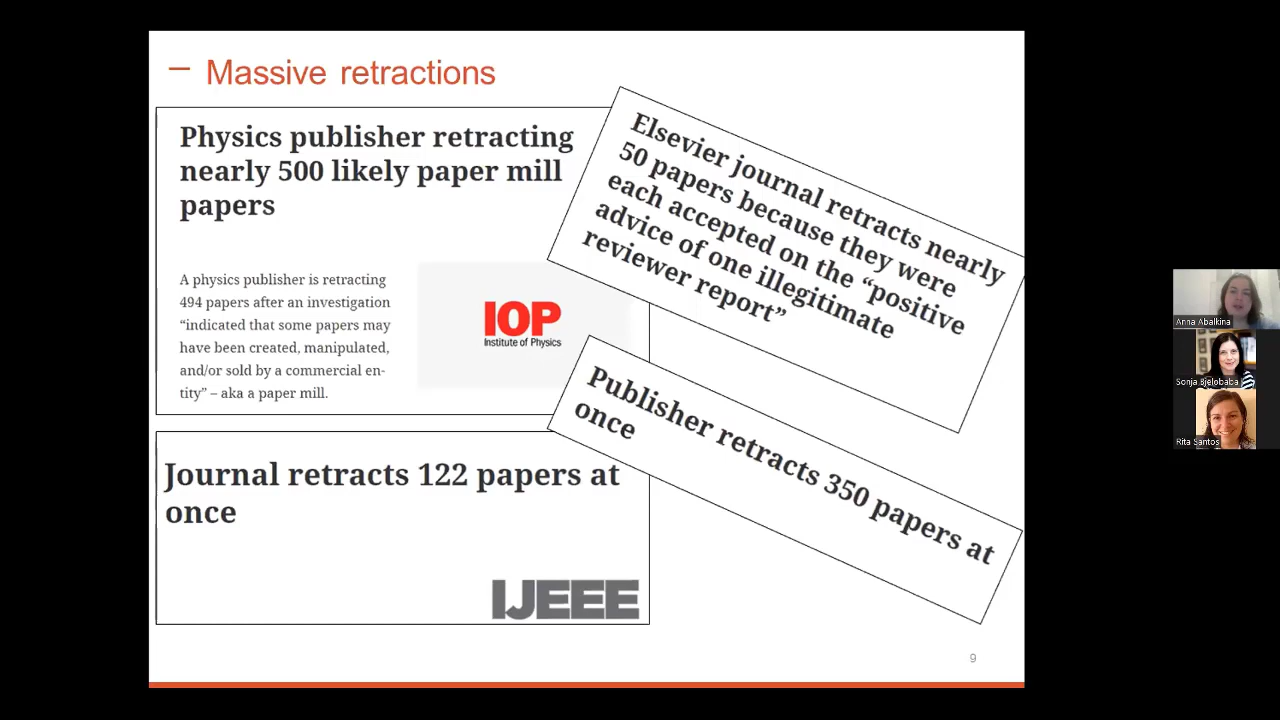 – Massive retractions
Physics publisher retracting
nearly 500 likely paper mill
papers
A physics publisher is retracting
494 papers after an investigation
“indicated that some papers may
have been created, manipulated,
and/or sold by a commercial en-
tity” – aka a paper mill.
IOP
Institute of Physics
Elsevier journal retracts nearly
50 papers because they were
each accepted on the “positive
advice of one illegitimate
reviewer report”
Publisher retracts 350 papers at
once
Journal retracts 122 papers at
once
IJEEE
9
Anna Abalkina
Sonja Bjelobaba
Rita Santos